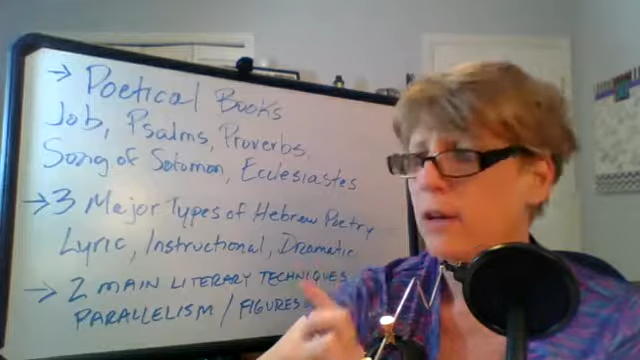 → Poetical Books
Job, Psalms, Proverbs,
Song of Solomon, Ecclesiastes
→ 3 Major Types of Hebrew Poetry
Lyric, Instructional, Dramatic
→ 2 MAIN LITERARY TECHNIQUES
PARALLELISM / FIGURES